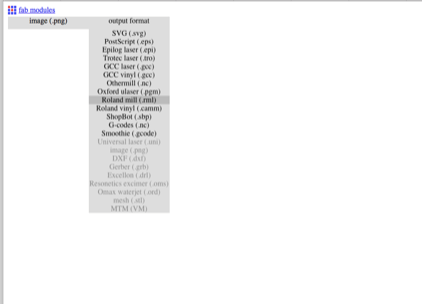 fab modules
image (.png)
output format
SVG (.svg)
PostScript (.eps)
Epilog laser (.epi)
Trotec laser (.tro)
GCC laser (.gcc)
GCC vinyl (.gcc)
Othermill (.nc)
Oxford ulaser (.pgm)
Roland mill (.rml)
Roland vinyl (.camm)
ShopBot (.sbp)
G-codes (.nc)
Smoothie (.gcode)
Universal laser (.uni)
image (.png)
DXF (.dxf)
Gerber (.grb)
Excellon (.drl)
Resonetics excimer (.oms)
Omax waterjet (.ord)
mesh (.stl)
MTM (VM)